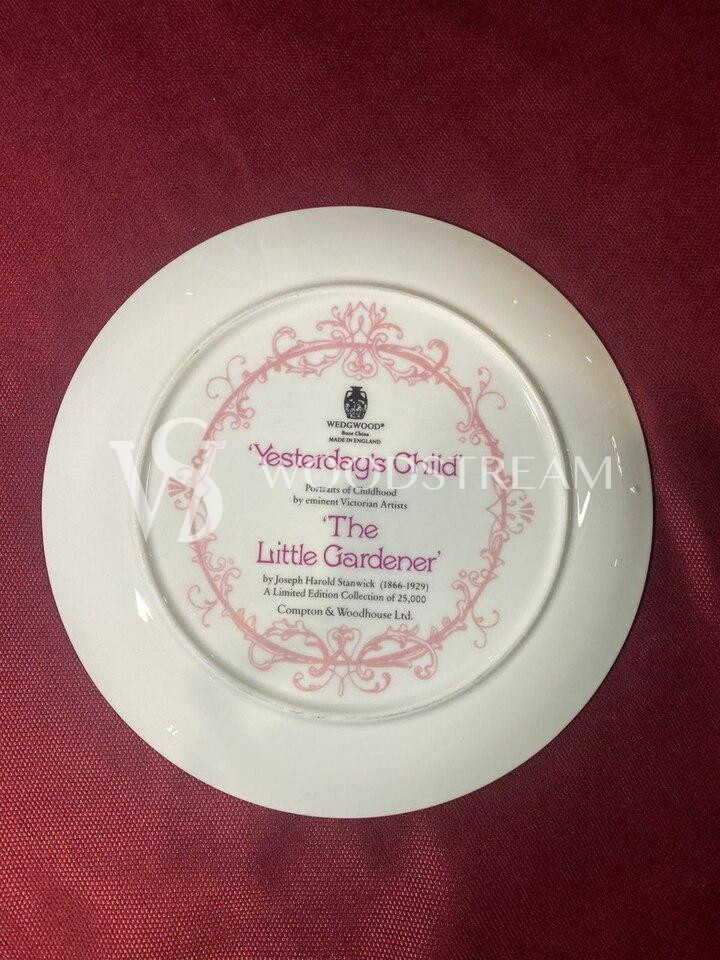 WEDGWOOD®
Bone China
MADE IN ENGLAND
'Yesterday's Child'
Portraits of Childhood
by eminent Victorian Artists
'The
Little Gardener'
by Joseph Harold Stanwick (1866-1929)
A Limited Edition Collection of 25,000
Compton & Woodhouse Ltd.
VS WOODSTREAM